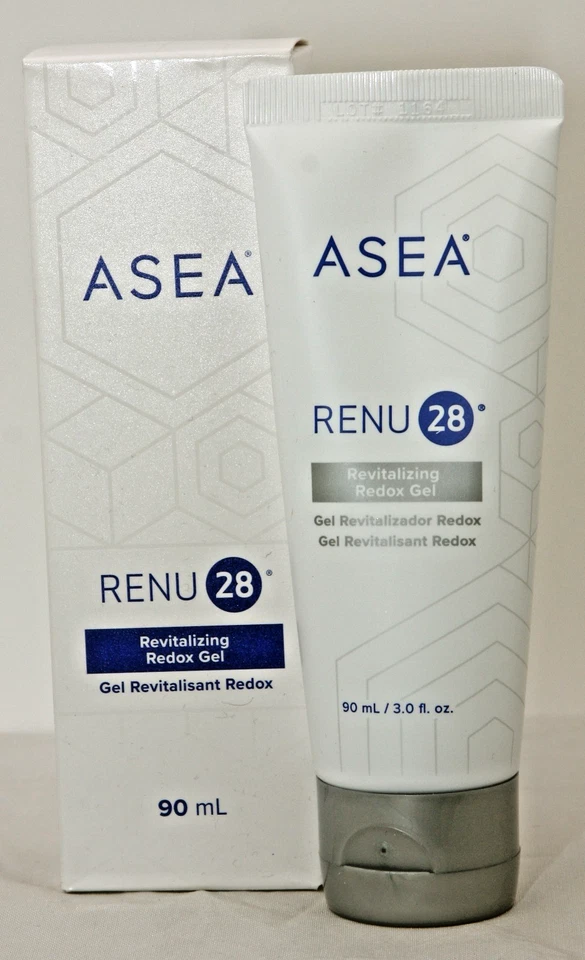 ASEA®
RENU 28®
Revitalizing
Redox Gel
Gel Revitalisant Redox
90 mL
ASEA®
RENU 28®
Revitalizing
Redox Gel
Gel Revitalizador Redox
Gel Revitalisant Redox
90 mL / 3.0 fl. oz.